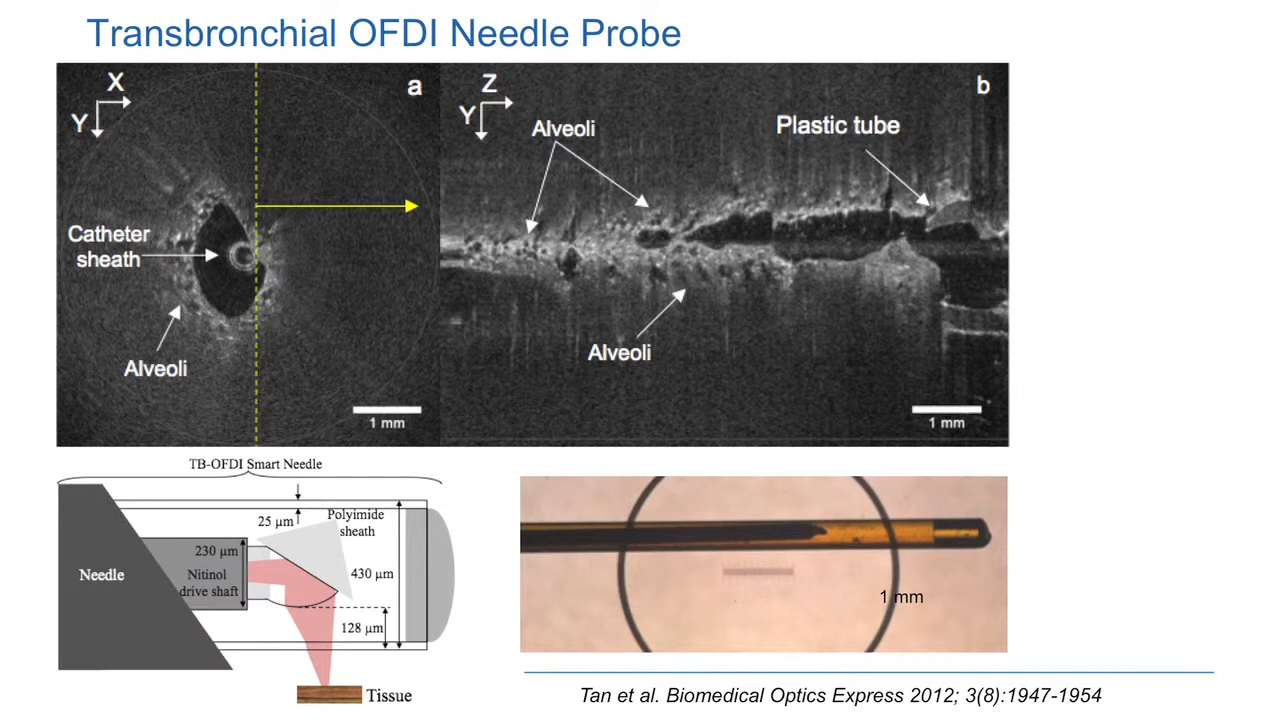 Transbronchial OFDI Needle Probe
X
Y
a
Catheter
sheath
Alveoli
1 mm
Z
Y
b
Alveoli
Plastic tube
Alveoli
1 mm
TB-OFDI Smart Needle
25 µm
Polyimide
sheath
230 µm
Needle
Nitinol
drive shaft
430 µm
128 µm
Tissue
1 mm
Tan et al. Biomedical Optics Express 2012; 3(8):1947-1954